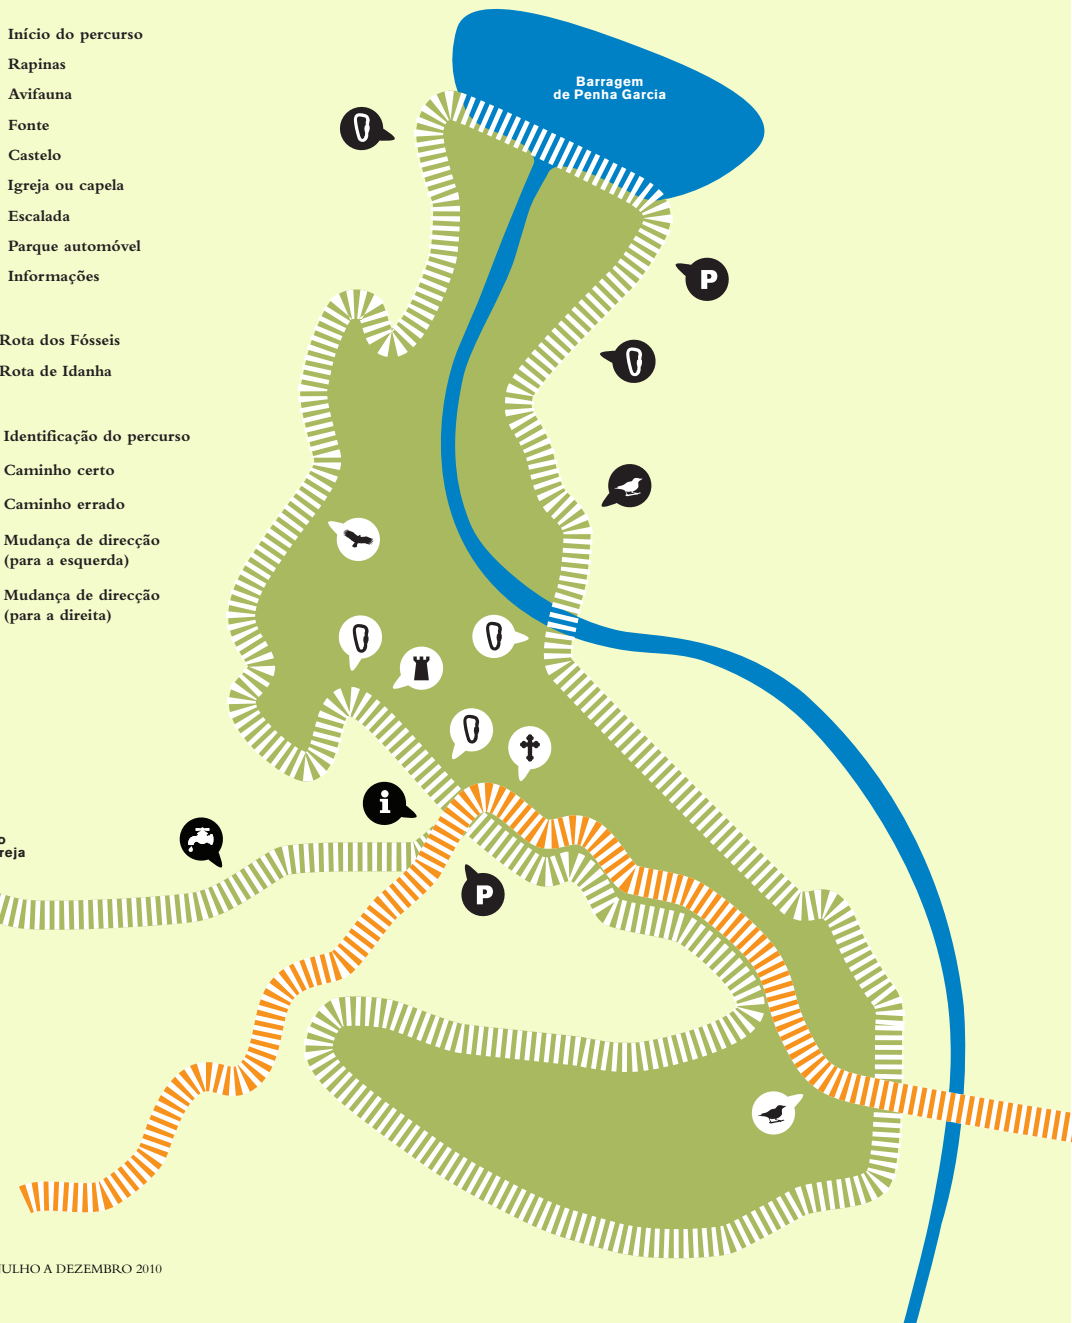 Início do percurso
Rapinas
Avifauna
Fonte
Castelo
Igreja ou capela
Escalada
Parque automóvel
Informações
Rota dos Fósseis
Rota de Idanha
Identificação do percurso
Caminho certo
Caminho errado
Mudança de direcção
(para a esquerda)
Mudança de direcção
(para a direita)
Barragem
de Penha Garcia
P
i
P
o
reja
JULHO A DEZEMBRO 2010